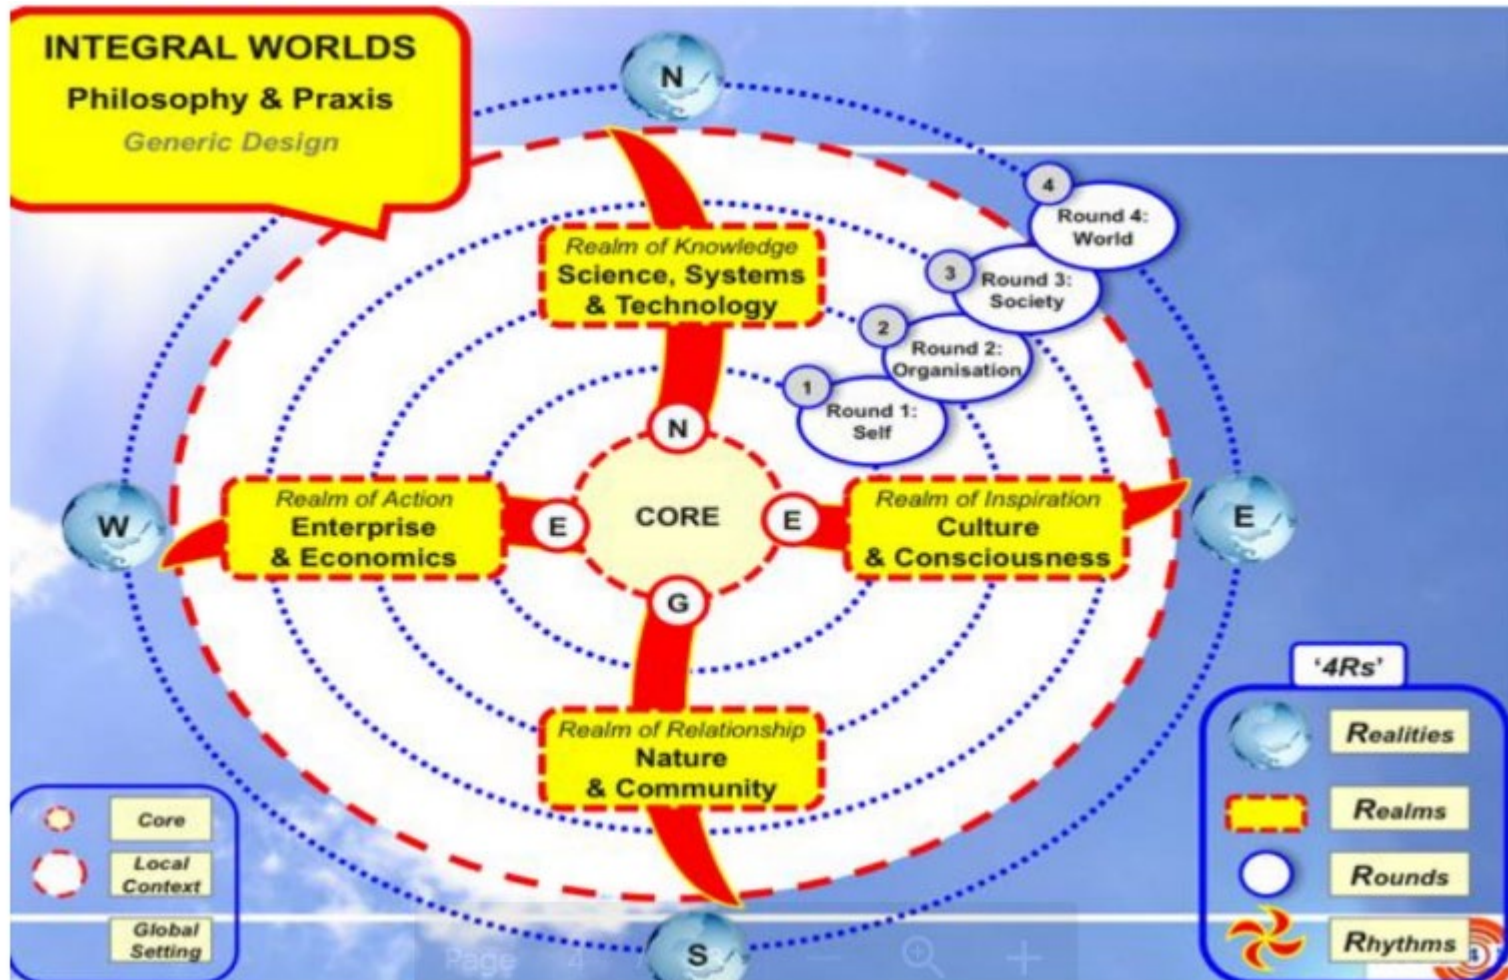 INTEGRAL WORLDS
Philosophy & Praxis
Generic Design
N
4
Round 4:
World
3
Round 3:
Society
2
Round 2:
Organisation
1
Round 1:
Self
Realm of Knowledge
Science, Systems
& Technology
N
W
Realm of Action
Enterprise
& Economics
E
CORE
E
Realm of Inspiration
Culture
& Consciousness
E
G
Realm of Relationship
Nature
& Community
S
Core
Local
Context
Global
Setting
'4Rs'
Realities
Realms
Rounds
Rhythms
Page 4 /